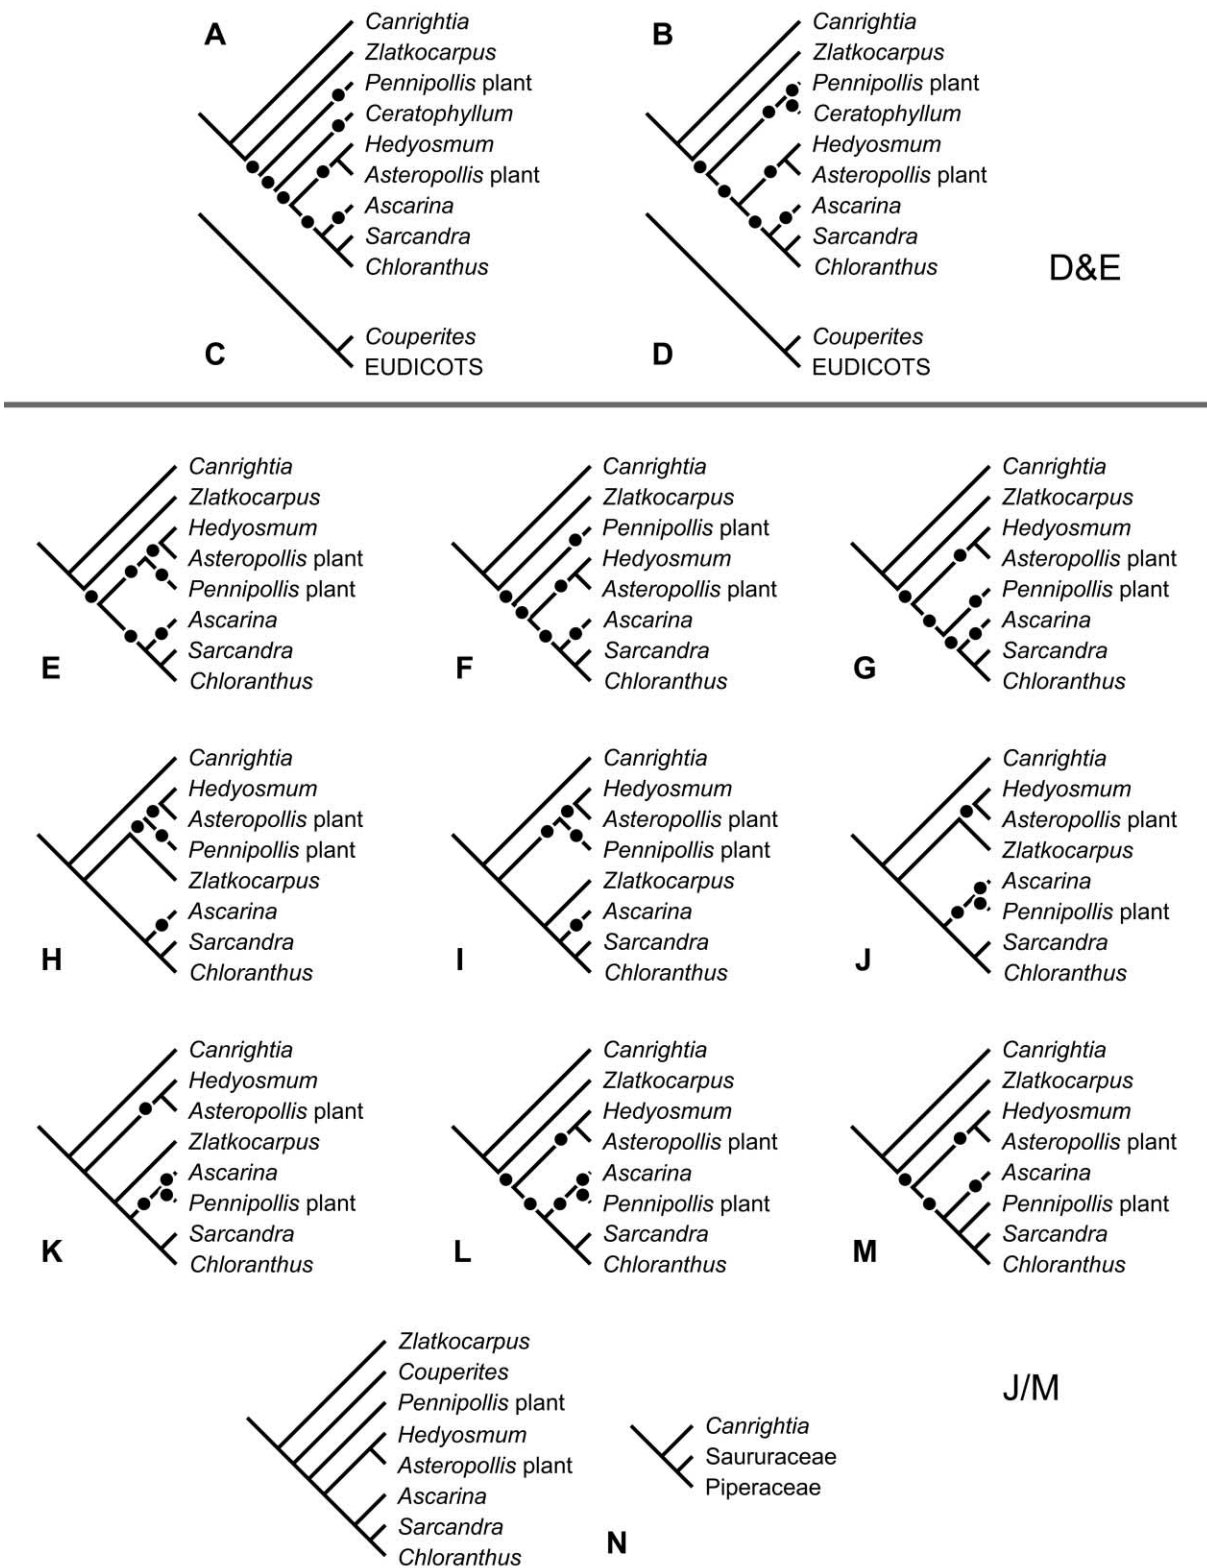 A
Canrightia
Zlatkocarpus
Pennipollis plant
Ceratophyllum
Hedyosmum
Asteropollis plant
Ascarina
Sarcandra
Chloranthus
B
Canrightia
Zlatkocarpus
Pennipollis plant
Ceratophyllum
Hedyosmum
Asteropollis plant
Ascarina
Sarcandra
Chloranthus
D&E
C
Couperites
EUDICOTS
D
Couperites
EUDICOTS
E
Canrightia
Zlatkocarpus
Hedyosmum
Asteropollis plant
Pennipollis plant
Ascarina
Sarcandra
Chloranthus
F
Canrightia
Zlatkocarpus
Pennipollis plant
Hedyosmum
Asteropollis plant
Ascarina
Sarcandra
Chloranthus
G
Canrightia
Zlatkocarpus
Hedyosmum
Asteropollis plant
Pennipollis plant
Ascarina
Sarcandra
Chloranthus
H
Canrightia
Hedyosmum
Asteropollis plant
Pennipollis plant
Zlatkocarpus
Ascarina
Sarcandra
Chloranthus
I
Canrightia
Hedyosmum
Asteropollis plant
Pennipollis plant
Zlatkocarpus
Ascarina
Sarcandra
Chloranthus
J
Canrightia
Hedyosmum
Asteropollis plant
Zlatkocarpus
Ascarina
Pennipollis plant
Sarcandra
Chloranthus
K
Canrightia
Hedyosmum
Asteropollis plant
Zlatkocarpus
Ascarina
Pennipollis plant
Sarcandra
Chloranthus
L
Canrightia
Zlatkocarpus
Hedyosmum
Asteropollis plant
Ascarina
Pennipollis plant
Sarcandra
Chloranthus
M
Canrightia
Zlatkocarpus
Hedyosmum
Asteropollis plant
Ascarina
Pennipollis plant
Sarcandra
Chloranthus
Zlatkocarpus
Couperites
Pennipollis plant
Hedyosmum
Asteropollis plant
Ascarina
Sarcandra
Chloranthus
N
Canrightia
Saururaceae
Piperaceae
J/M